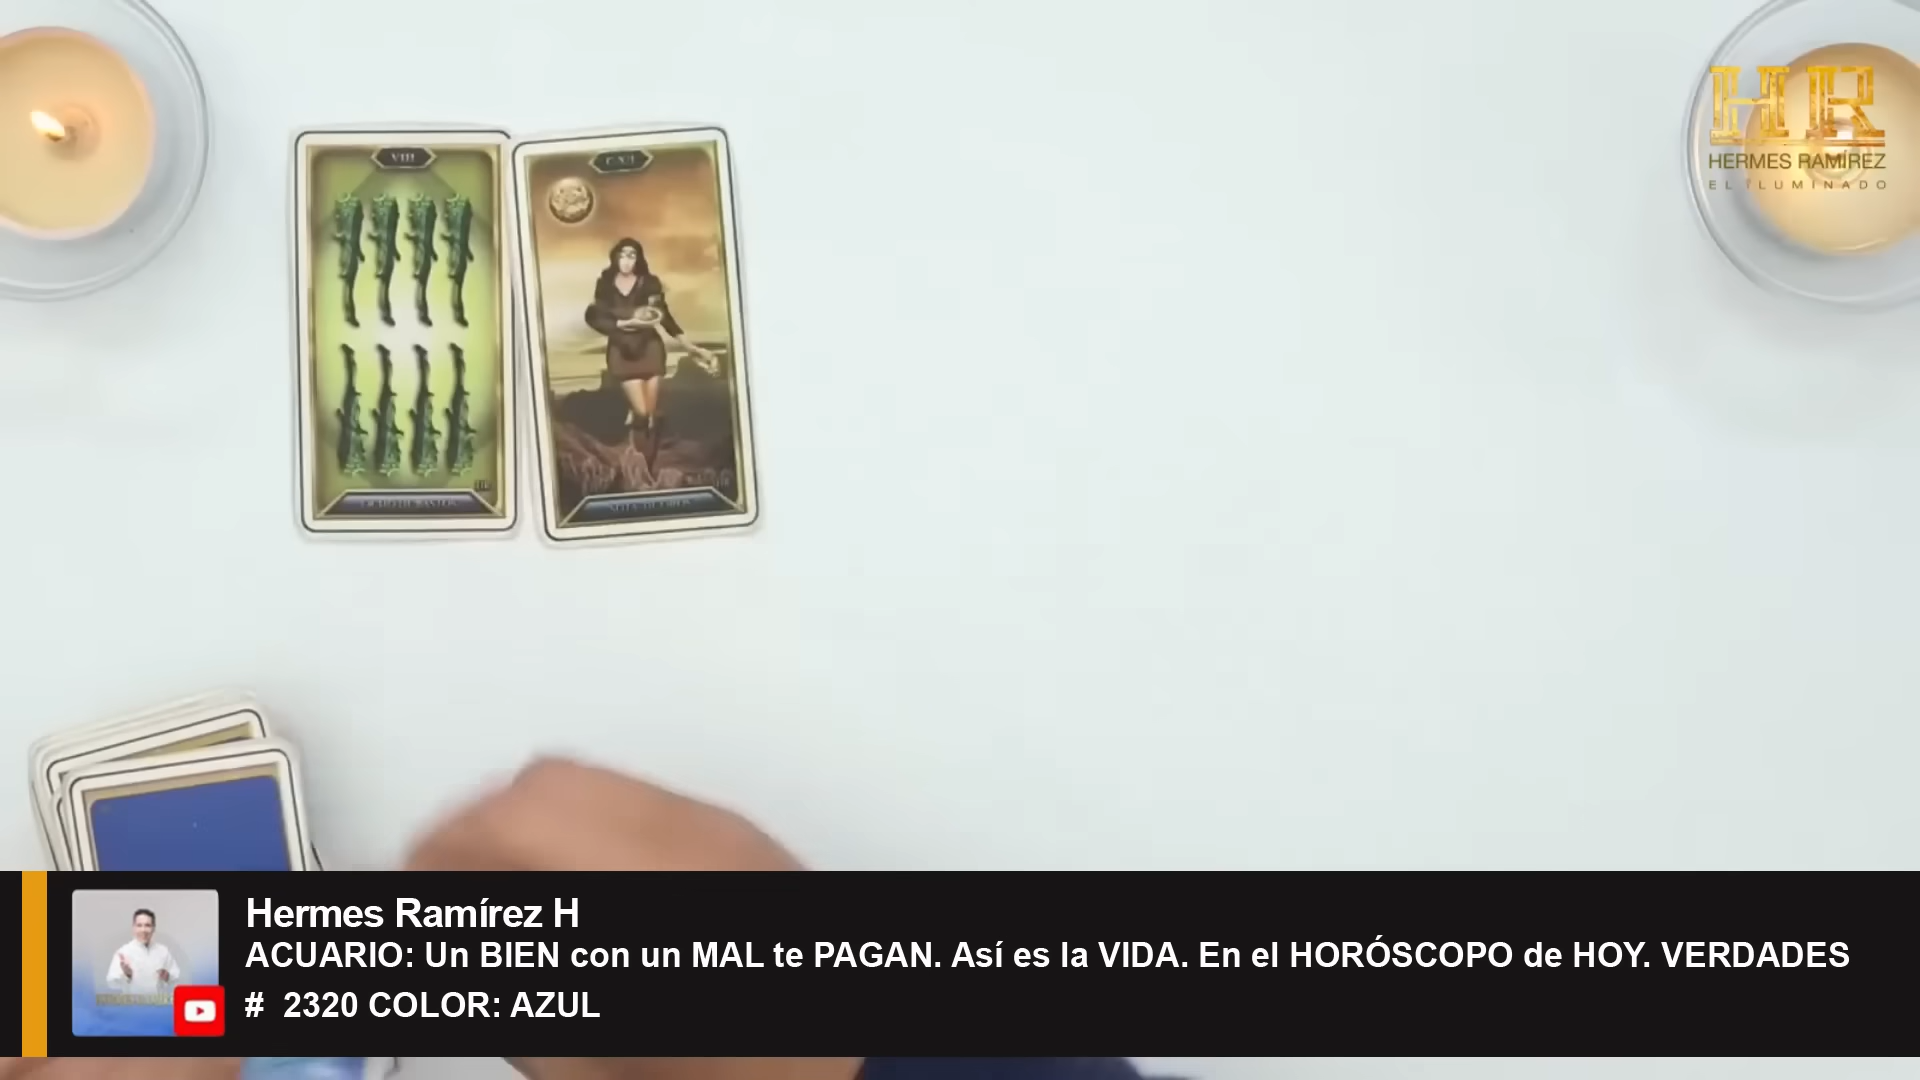 HR
HERMES RAMÍREZ
EL ILUMINADO
VIII
Hermes Ramírez H
ACUARIO: Un BIEN con un MAL te PAGAN. Así es la VIDA. En el HORÓSCOPO de HOY. VERDADES
# 2320 COLOR: AZUL